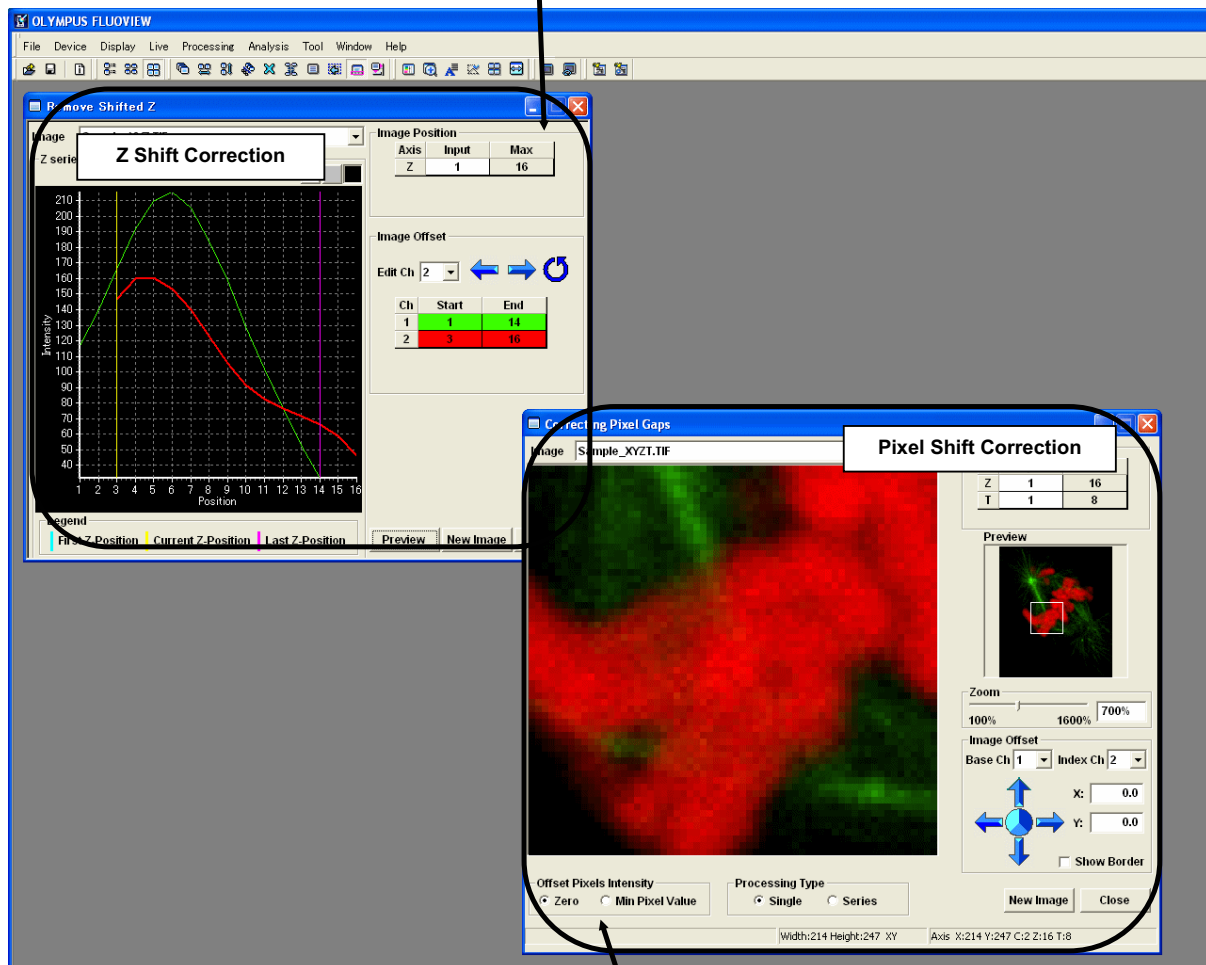 OLYMPUS FLUOVIEW
File Device Display Live Processing Analysis Tool Window Help
Remove Shifted Z
Image
Z Shift Correction
Z serie
210
200
190
180
170
160
150
140
130
120
110
100
90
80
70
60
50
40
Intensity
1 2 3 4 5 6 7 8 9 10 11 12 13 14 15 16
Position
Legend
First Z-Position Current Z-Position Last Z-Position
Image Position
Axis Input Max
Z 1 16
Image Offset
Edit Ch 2
Ch Start End
1 1 14
2 3 16
Preview New Image
Correcting Pixel Gaps
Image Sample_XYZT.TIF
Pixel Shift Correction
Z 1 16
T 1 8
Preview
Zoom
100% 1600% 700%
Image Offset
Base Ch 1 Index Ch 2
X: 0.0
Y: 0.0
Show Border
Offset Pixels Intensity
Zero Min Pixel Value
Processing Type
Single Series
New Image Close
Width:214 Height:247 XY
Axis X:214 Y:247 C:2 Z:16 T:8